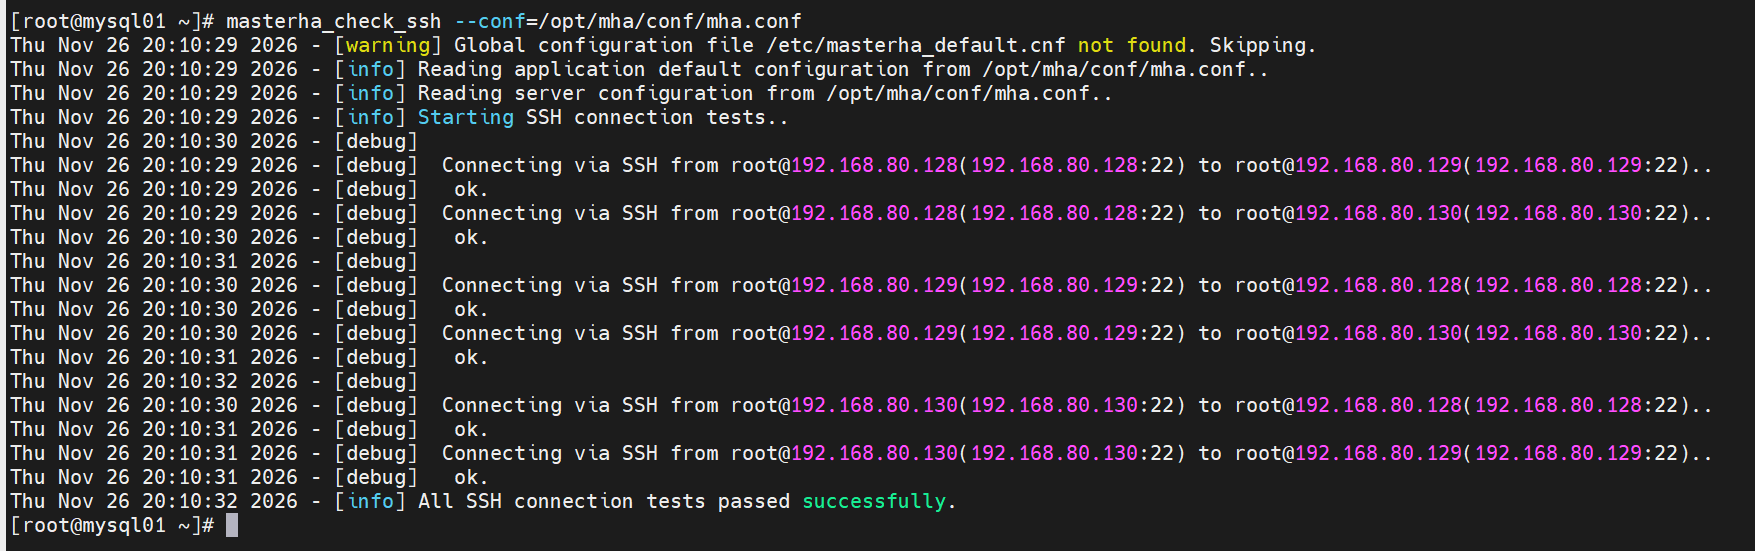 [root@mysql01 ~]# masterha_check_ssh --conf=/opt/mha/conf/mha.conf
Thu Nov 26 20:10:29 2026 - [warning] Global configuration file /etc/masterha_default.cnf not found. Skipping.
Thu Nov 26 20:10:29 2026 - [info] Reading application default configuration from /opt/mha/conf/mha.conf..
Thu Nov 26 20:10:29 2026 - [info] Reading server configuration from /opt/mha/conf/mha.conf..
Thu Nov 26 20:10:29 2026 - [info] Starting SSH connection tests..
Thu Nov 26 20:10:30 2026 - [debug]
Thu Nov 26 20:10:29 2026 - [debug]  Connecting via SSH from root@192.168.80.128(192.168.80.128:22) to root@192.168.80.129(192.168.80.129:22)..
Thu Nov 26 20:10:29 2026 - [debug]   ok.
Thu Nov 26 20:10:29 2026 - [debug]  Connecting via SSH from root@192.168.80.128(192.168.80.128:22) to root@192.168.80.130(192.168.80.130:22)..
Thu Nov 26 20:10:30 2026 - [debug]   ok.
Thu Nov 26 20:10:31 2026 - [debug]
Thu Nov 26 20:10:30 2026 - [debug]  Connecting via SSH from root@192.168.80.129(192.168.80.129:22) to root@192.168.80.128(192.168.80.128:22)..
Thu Nov 26 20:10:30 2026 - [debug]   ok.
Thu Nov 26 20:10:30 2026 - [debug]  Connecting via SSH from root@192.168.80.129(192.168.80.129:22) to root@192.168.80.130(192.168.80.130:22)..
Thu Nov 26 20:10:31 2026 - [debug]   ok.
Thu Nov 26 20:10:32 2026 - [debug]
Thu Nov 26 20:10:30 2026 - [debug]  Connecting via SSH from root@192.168.80.130(192.168.80.130:22) to root@192.168.80.128(192.168.80.128:22)..
Thu Nov 26 20:10:31 2026 - [debug]   ok.
Thu Nov 26 20:10:31 2026 - [debug]  Connecting via SSH from root@192.168.80.130(192.168.80.130:22) to root@192.168.80.129(192.168.80.129:22)..
Thu Nov 26 20:10:31 2026 - [debug]   ok.
Thu Nov 26 20:10:32 2026 - [info] All SSH connection tests passed successfully.
[root@mysql01 ~]#